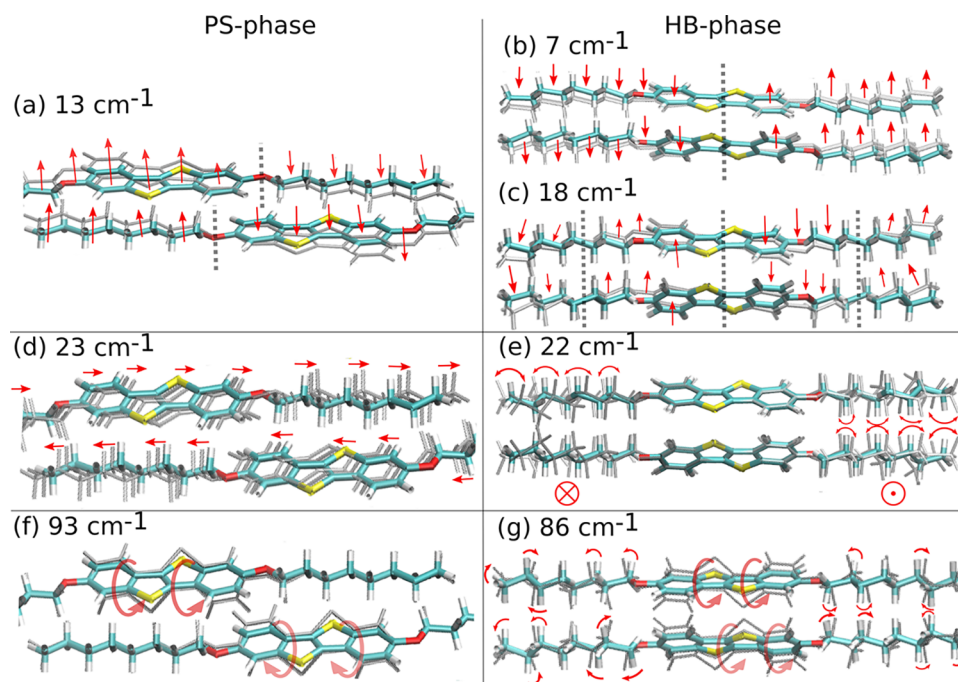 PS-phase
HB-phase
(a) 13 cm-1
(b) 7 cm-1
(c) 18 cm-1
(d) 23 cm-1
(e) 22 cm-1
(f) 93 cm-1
(g) 86 cm-1